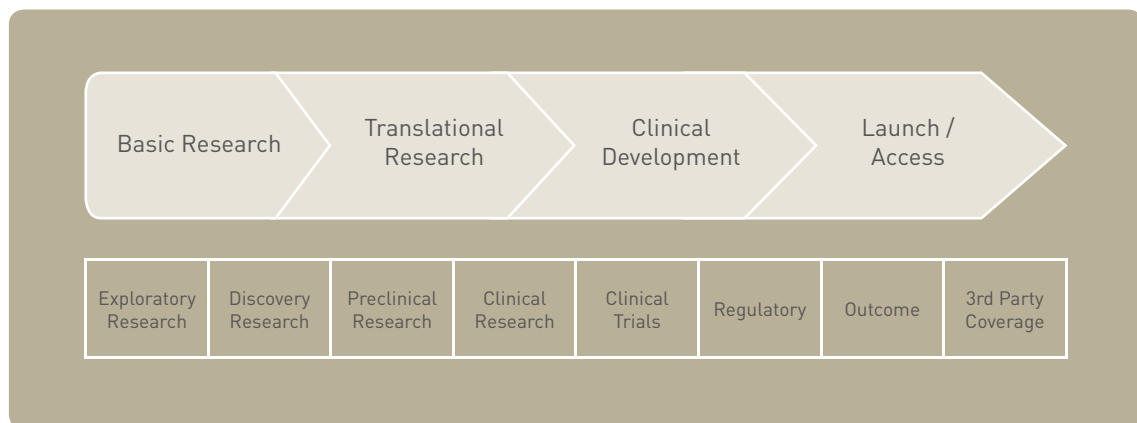 Basic Research
Translational
Research
Clinical
Development
Launch /
Access
Exploratory
Research
Discovery
Research
Preclinical
Research
Clinical
Research
Clinical
Trials
Regulatory
Outcome
3rd Party
Coverage